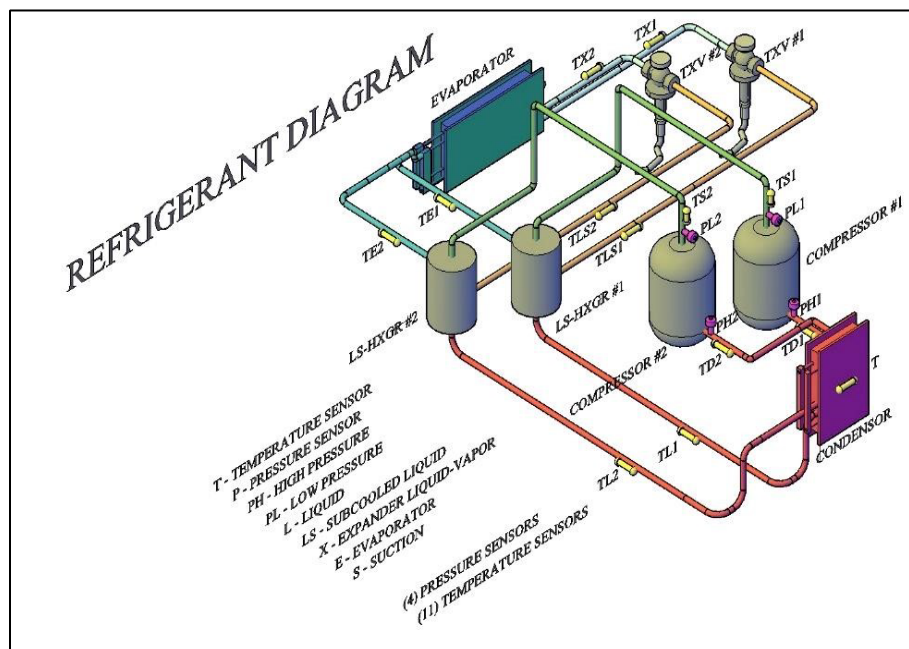 REFRIGERANT DIAGRAM
EVAPORATOR
TX2
TX1
TXV #2
TXV #1
TE1
TE2
TLS2
TLS1
TS2
TS1
PL2
PL1
COMPRESSOR #1
LS-HXGR #2
LS-HXGR #1
PH2
PH1
TD2
TD1
COMPRESSOR #2
T
CONDENSOR
TL1
TL2
T - TEMPERATURE SENSOR
P - PRESSURE SENSOR
PH - HIGH PRESSURE
PL - LOW PRESSURE
L - LIQUID
LS - SUBCOOLED LIQUID
X - EXPANDER LIQUID-VAPOR
E - EVAPORATOR
S - SUCTION
(4) PRESSURE SENSORS
(11) TEMPERATURE SENSORS